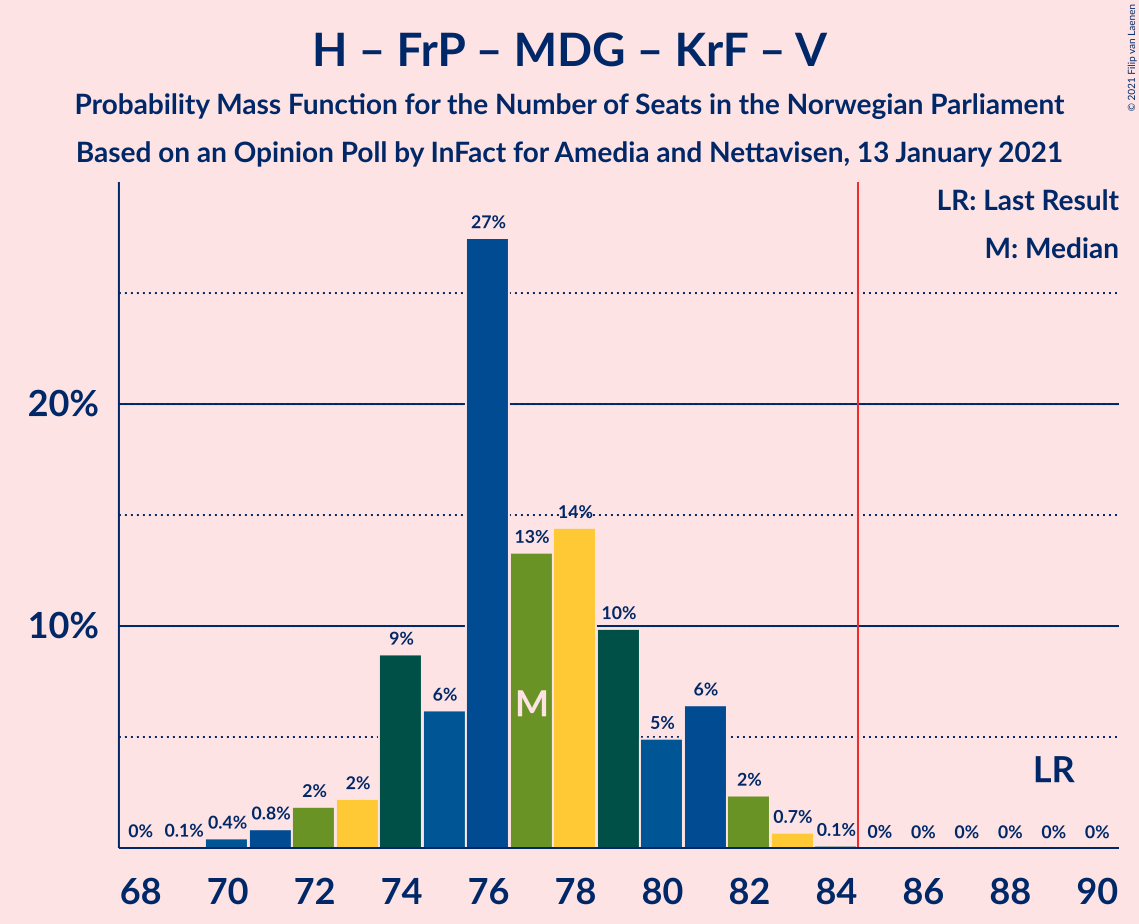 H – FrP – MDG – KrF – V
Probability Mass Function for the Number of Seats in the Norwegian Parliament
Based on an Opinion Poll by InFact for Amedia and Nettavisen, 13 January 2021
© 2021 Filip van Laenen
LR: Last Result
M: Median
20%
10%
0%
0.1%
0.4%
0.8%
2%
2%
9%
6%
27%
13%
14%
10%
5%
6%
2%
0.7%
0.1%
0%
0%
0%
0%
0%
0%
M
LR
68 70 72 74 76 78 80 82 84 86 88 90